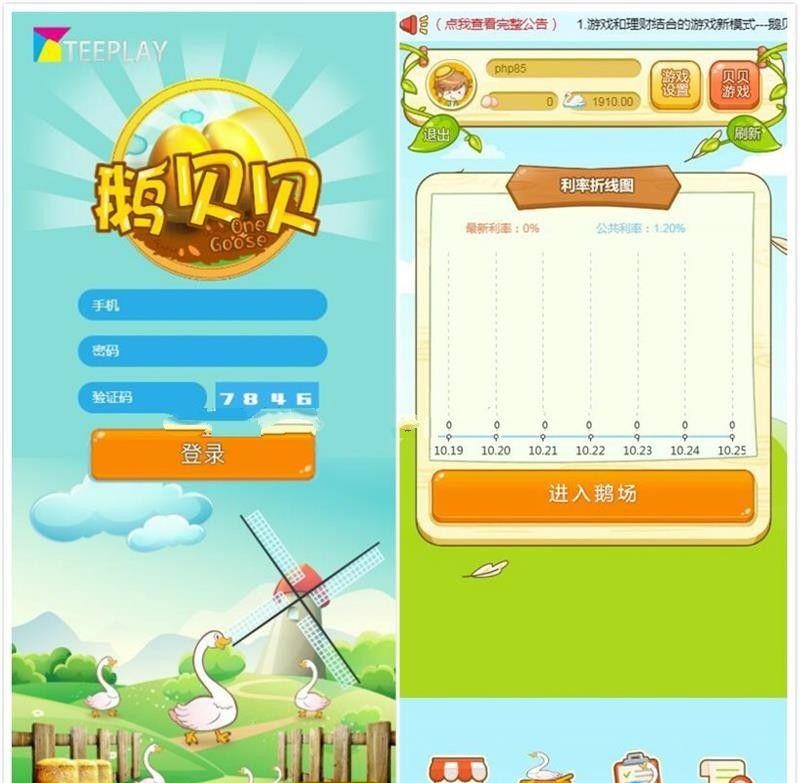 TEEPLAY
鹅贝贝
One
Goose
手机
密码
验证码
7846
登录
（点我查看完整公告）
1.游戏和理财结合的游戏新模式---鹅贝
php85
0
1910.00
游戏
设置
贝贝
游戏
退出
刷新
利率折线图
最新利率：0%
公共利率：1.20%
0 0 0 0 0 0 0
10.19 10.20 10.21 10.22 10.23 10.24 10.25
进入鹅场